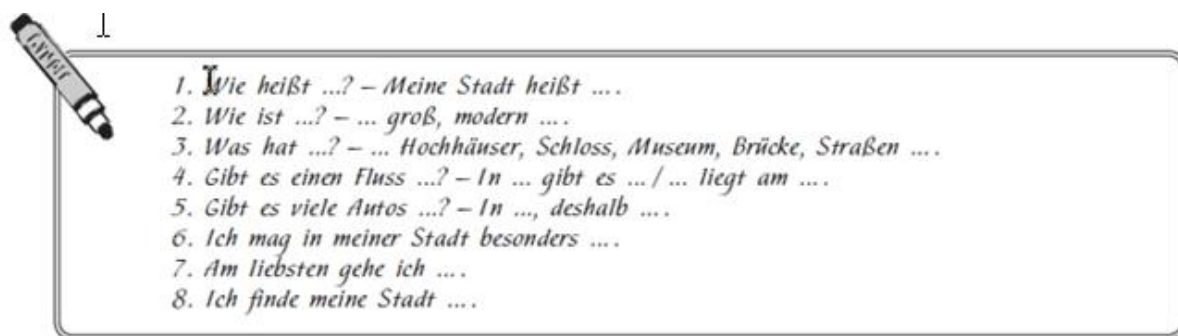 1. Wie heißt ...? – Meine Stadt heißt ... .
2. Wie ist ...? – ... groß, modern ... .
3. Was hat ...? – ... Hochhäuser, Schloss, Museum, Brücke, Straßen ... .
4. Gibt es einen Fluss ...? – In ... gibt es ... / ... liegt am ... .
5. Gibt es viele Autos ...? – In ..., deshalb ... .
6. Ich mag in meiner Stadt besonders ... .
7. Am liebsten gehe ich ... .
8. Ich finde meine Stadt ... .